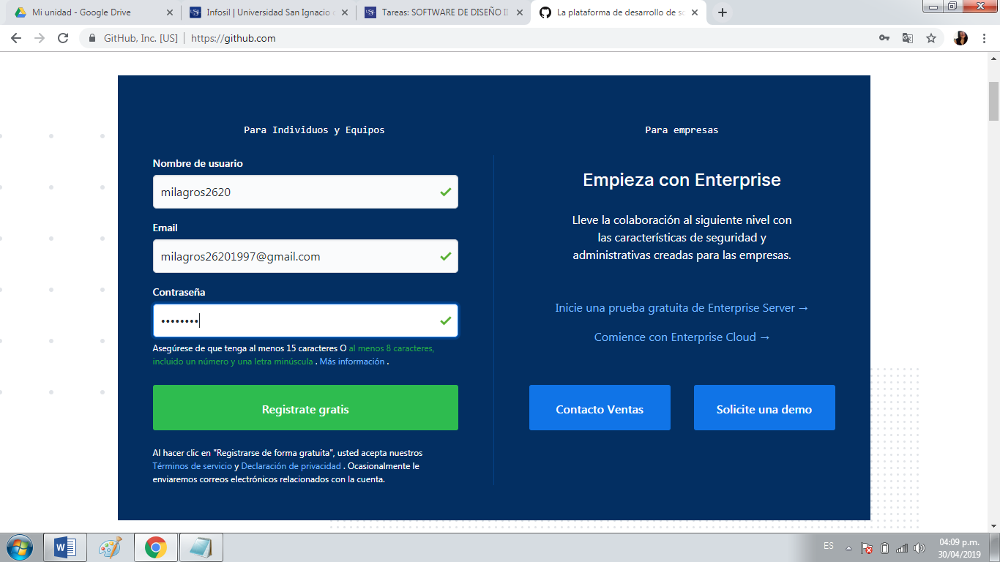 Mi unidad - Google Drive
Infosil | Universidad San Ignacio
Tareas: SOFTWARE DE DISEÑO II
La plataforma de desarrollo de so
GitHub, Inc. [US]
https://github.com
Para Individuos y Equipos
Nombre de usuario
milagros2620
Email
milagros26201997@gmail.com
Contraseña
••••••••
Asegúrese de que tenga al menos 15 caracteres O al menos 8 caracteres,
incluido un número y una letra minúscula . Más información .
Registrate gratis
Al hacer clic en "Registrarse de forma gratuita", usted acepta nuestros
Términos de servicio y Declaración de privacidad . Ocasionalmente le
enviaremos correos electrónicos relacionados con la cuenta.
Para empresas
Empieza con Enterprise
Lleve la colaboración al siguiente nivel con
las características de seguridad y
administrativas creadas para las empresas.
Inicie una prueba gratuita de Enterprise Server →
Comience con Enterprise Cloud →
Contacto Ventas
Solicite una demo
ES
04:09 p.m.
30/04/2019